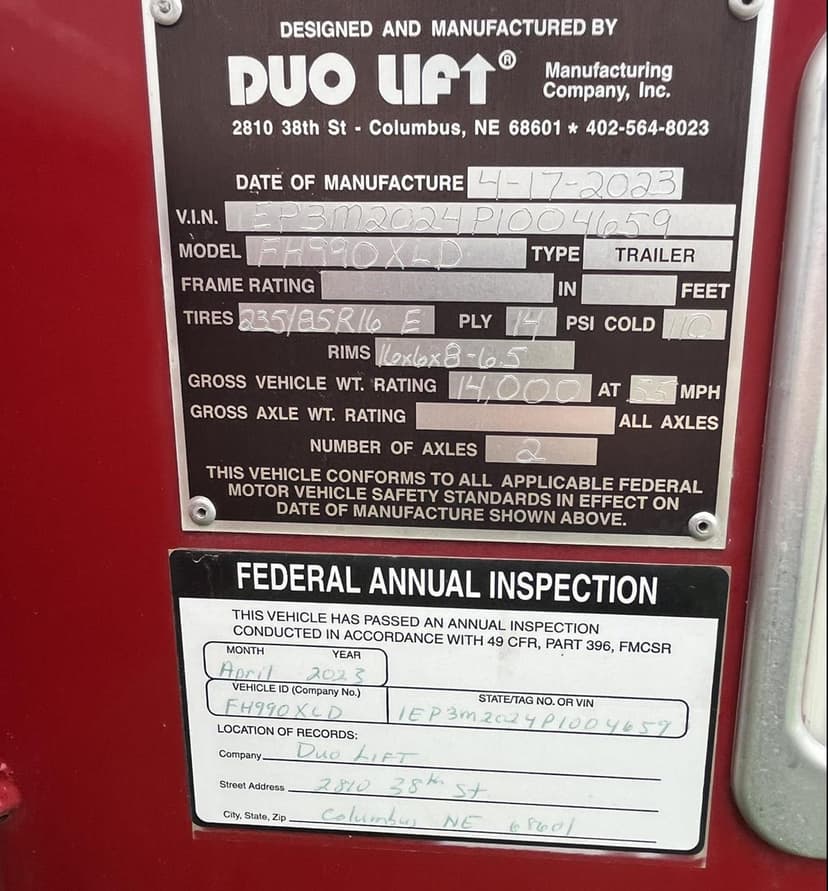 DESIGNED AND MANUFACTURED BY
DUO LIFT® Manufacturing
Company, Inc.
2810 38th St - Columbus, NE 68601 * 402-564-8023
DATE OF MANUFACTURE 4-17-2023
V.I.N. 1EP3M2024P1004659
MODEL FH990XLD TYPE TRAILER
FRAME RATING IN FEET
TIRES 235/85R16 E PLY 14 PSI COLD 110
RIMS 16x6x8-6.5
GROSS VEHICLE WT. RATING 14,000 AT 55 MPH
GROSS AXLE WT. RATING ALL AXLES
NUMBER OF AXLES 2
THIS VEHICLE CONFORMS TO ALL APPLICABLE FEDERAL
MOTOR VEHICLE SAFETY STANDARDS IN EFFECT ON
DATE OF MANUFACTURE SHOWN ABOVE.
FEDERAL ANNUAL INSPECTION
THIS VEHICLE HAS PASSED AN ANNUAL INSPECTION
CONDUCTED IN ACCORDANCE WITH 49 CFR, PART 396, FMCSR
MONTH YEAR
April 2023
VEHICLE ID (Company No.) STATE/TAG NO. OR VIN
FH990XLD 1EP3M2024P1004659
LOCATION OF RECORDS:
Company Duo LIFT
Street Address 2810 38th St
City, State, Zip Columbus NE 68601